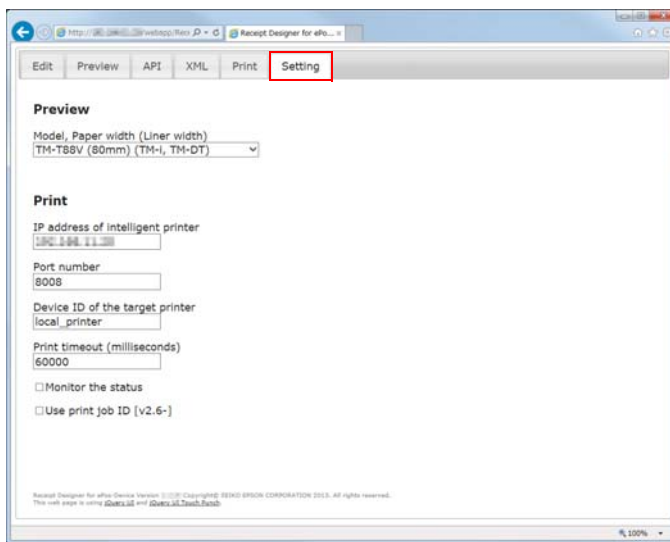 http://
/webapp/Rec
Receipt Designer for ePo...
Edit Preview API XML Print Setting
Preview
Model, Paper width (Liner width)
TM-T88V (80mm) (TM-i, TM-DT)
Print
IP address of intelligent printer
Port number
8008
Device ID of the target printer
local_printer
Print timeout (milliseconds)
60000
Monitor the status
Use print job ID [v2.6-]
Receipt Designer for ePos-Device Version Copyright© SEIKO EPSON CORPORATION 2013. All rights reserved.
This web page is using jQuery UI and jQuery UI Touch Punch.
100%